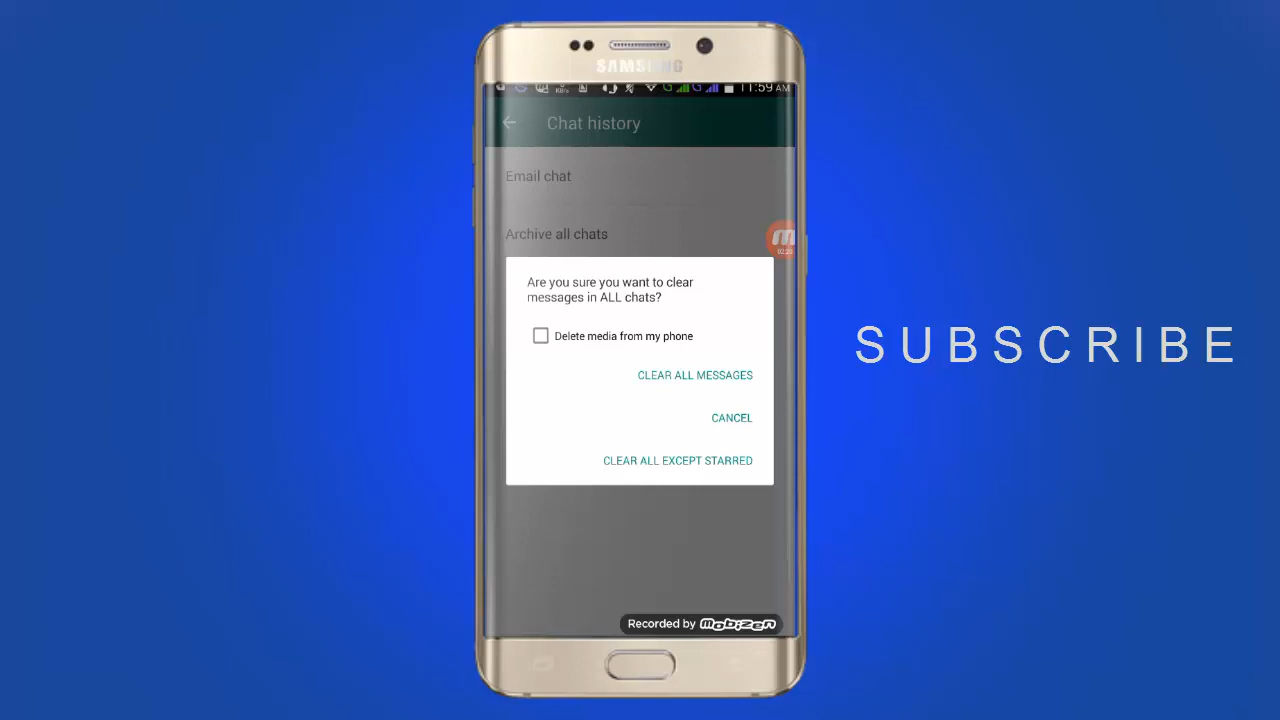 SAMSUNG
11:59 AM
Chat history
Email chat
Archive all chats
Are you sure you want to clear
messages in ALL chats?
Delete media from my phone
CLEAR ALL MESSAGES
CANCEL
CLEAR ALL EXCEPT STARRED
SUBSCRIBE
Recorded by Mobizen